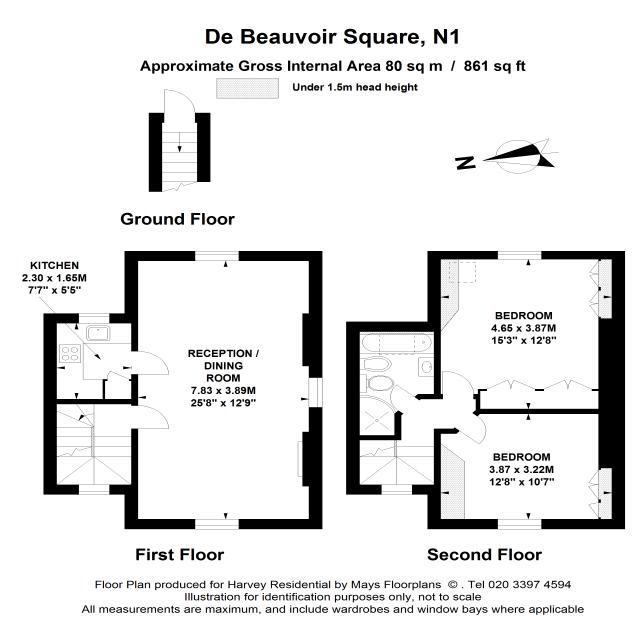 De Beauvoir Square, N1
Approximate Gross Internal Area 80 sq m / 861 sq ft
Under 1.5m head height
N
Ground Floor
KITCHEN
2.30 x 1.65M
7'7" x 5'5"
RECEPTION /
DINING
ROOM
7.83 x 3.89M
25'8" x 12'9"
First Floor
BEDROOM
4.65 x 3.87M
15'3" x 12'8"
BEDROOM
3.87 x 3.22M
12'8" x 10'7"
Second Floor
Floor Plan produced for Harvey Residential by Mays Floorplans © . Tel 020 3397 4594
Illustration for identification purposes only, not to scale
All measurements are maximum, and include wardrobes and window bays where applicable